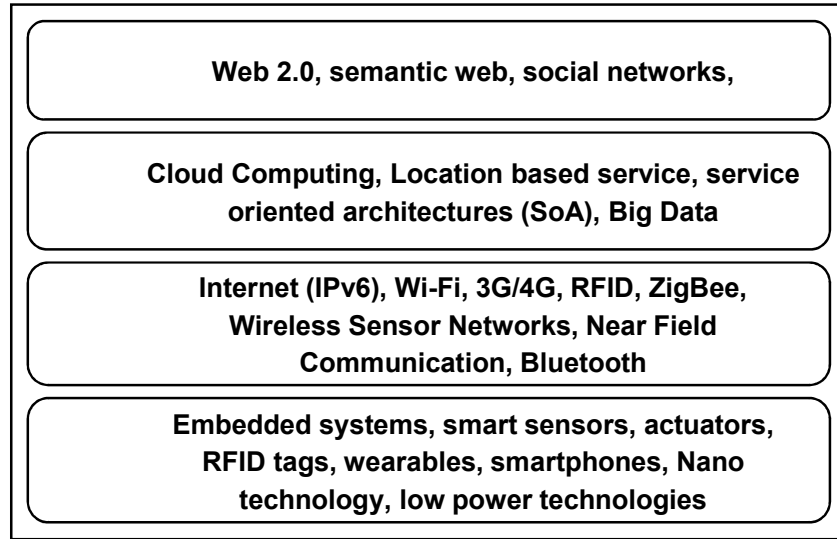 Web 2.0, semantic web, social networks,
Cloud Computing, Location based service, service
oriented architectures (SoA), Big Data
Internet (IPv6), Wi-Fi, 3G/4G, RFID, ZigBee,
Wireless Sensor Networks, Near Field
Communication, Bluetooth
Embedded systems, smart sensors, actuators,
RFID tags, wearables, smartphones, Nano
technology, low power technologies